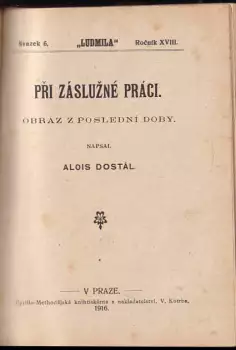 Svazek 6. „LUDMILA“ Ročník XVIII.
PŘI ZÁSLUŽNÉ PRÁCI.
OBRAZ Z POSLEDNÍ DOBY.
NAPSAL
ALOIS DOSTÁL.
V PRAZE.
Cyrillo-Methodějská knihtiskárna a nakladatelství, V. Kotrba.
1916.